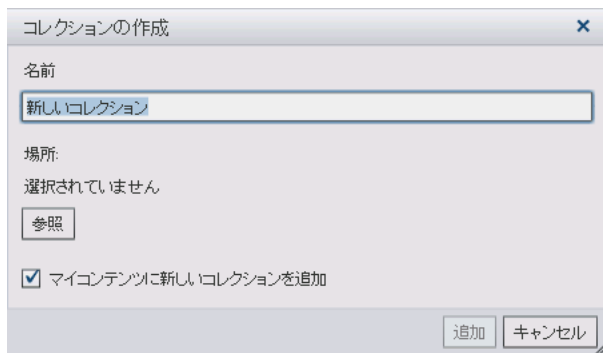 コレクションの作成
名前
新しいコレクション
場所:
選択されていません
参照
マイコンテンツに新しいコレクションを追加
追加 キャンセル